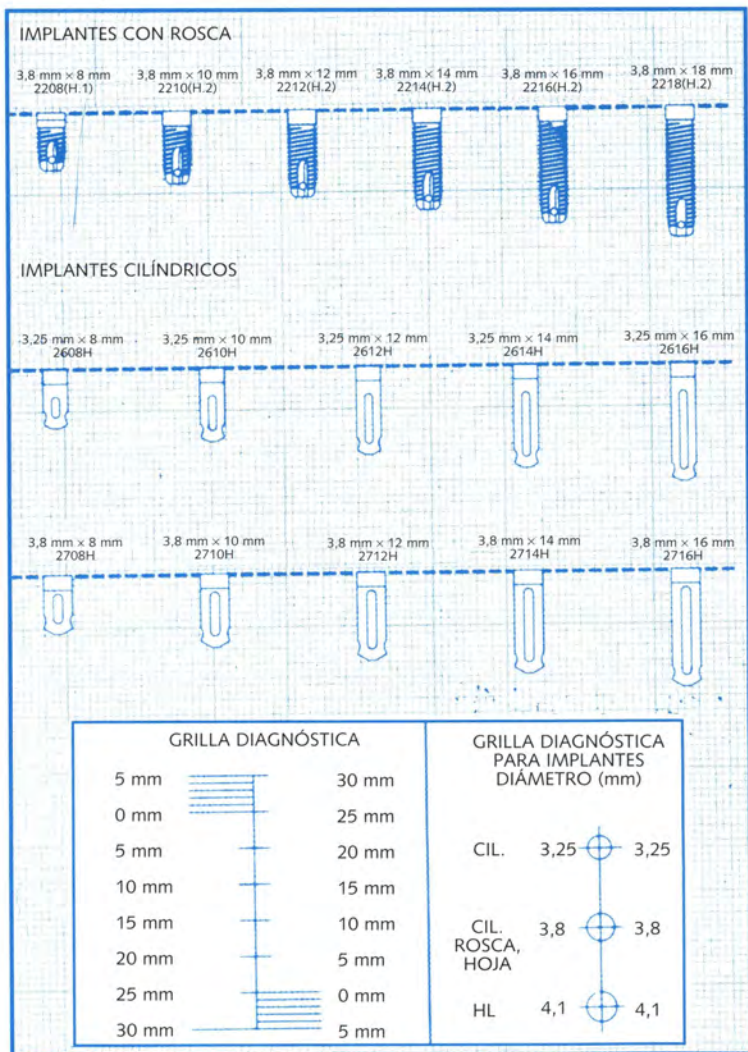 IMPLANTES CON ROSCA
3,8 mm × 8 mm 3,8 mm × 10 mm 3,8 mm × 12 mm 3,8 mm × 14 mm 3,8 mm × 16 mm 3,8 mm × 18 mm
2208(H.1) 2210(H.2) 2212(H.2) 2214(H.2) 2216(H.2) 2218(H.2)
IMPLANTES CILÍNDRICOS
3,25 mm × 8 mm 3,25 mm × 10 mm 3,25 mm × 12 mm 3,25 mm × 14 mm 3,25 mm × 16 mm
2608H 2610H 2612H 2614H 2616H
3,8 mm × 8 mm 3,8 mm × 10 mm 3,8 mm × 12 mm 3,8 mm × 14 mm 3,8 mm × 16 mm
2708H 2710H 2712H 2714H 2716H
GRILLA DIAGNÓSTICA
5 mm 30 mm
0 mm 25 mm
5 mm 20 mm
10 mm 15 mm
15 mm 10 mm
20 mm 5 mm
25 mm 0 mm
30 mm 5 mm
GRILLA DIAGNÓSTICA
PARA IMPLANTES
DIÁMETRO (mm)
CIL. 3,25 3,25
CIL.
ROSCA, 3,8 3,8
HOJA
HL 4,1 4,1